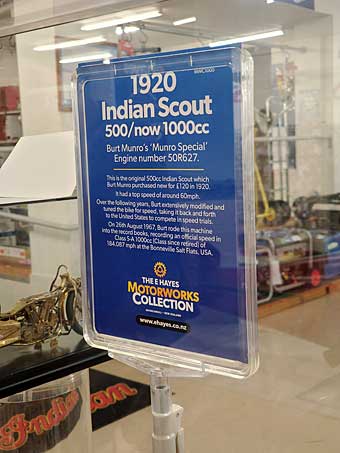 1920
Indian Scout
500/now 1000cc
Burt Munro's 'Munro Special'
Engine number 50R627.
This is the original 500cc Indian Scout which
Burt Munro purchased new for £120 in 1920.
It had a top speed of around 60mph.
Over the following years, Burt extensively modified and
tuned the bike for speed, taking it back and forth
to the United States to compete in speed trials.
On 26th August 1967, Burt rode this machine
into the record books, recording an official speed in
Class S-A 1000cc (Class since retired) of
184.087 mph at the Bonneville Salt Flats, USA.
THE E HAYES
MOTORWORKS
COLLECTION
INVERCARGILL - NEW ZEALAND
www.ehayes.co.nz
Indian